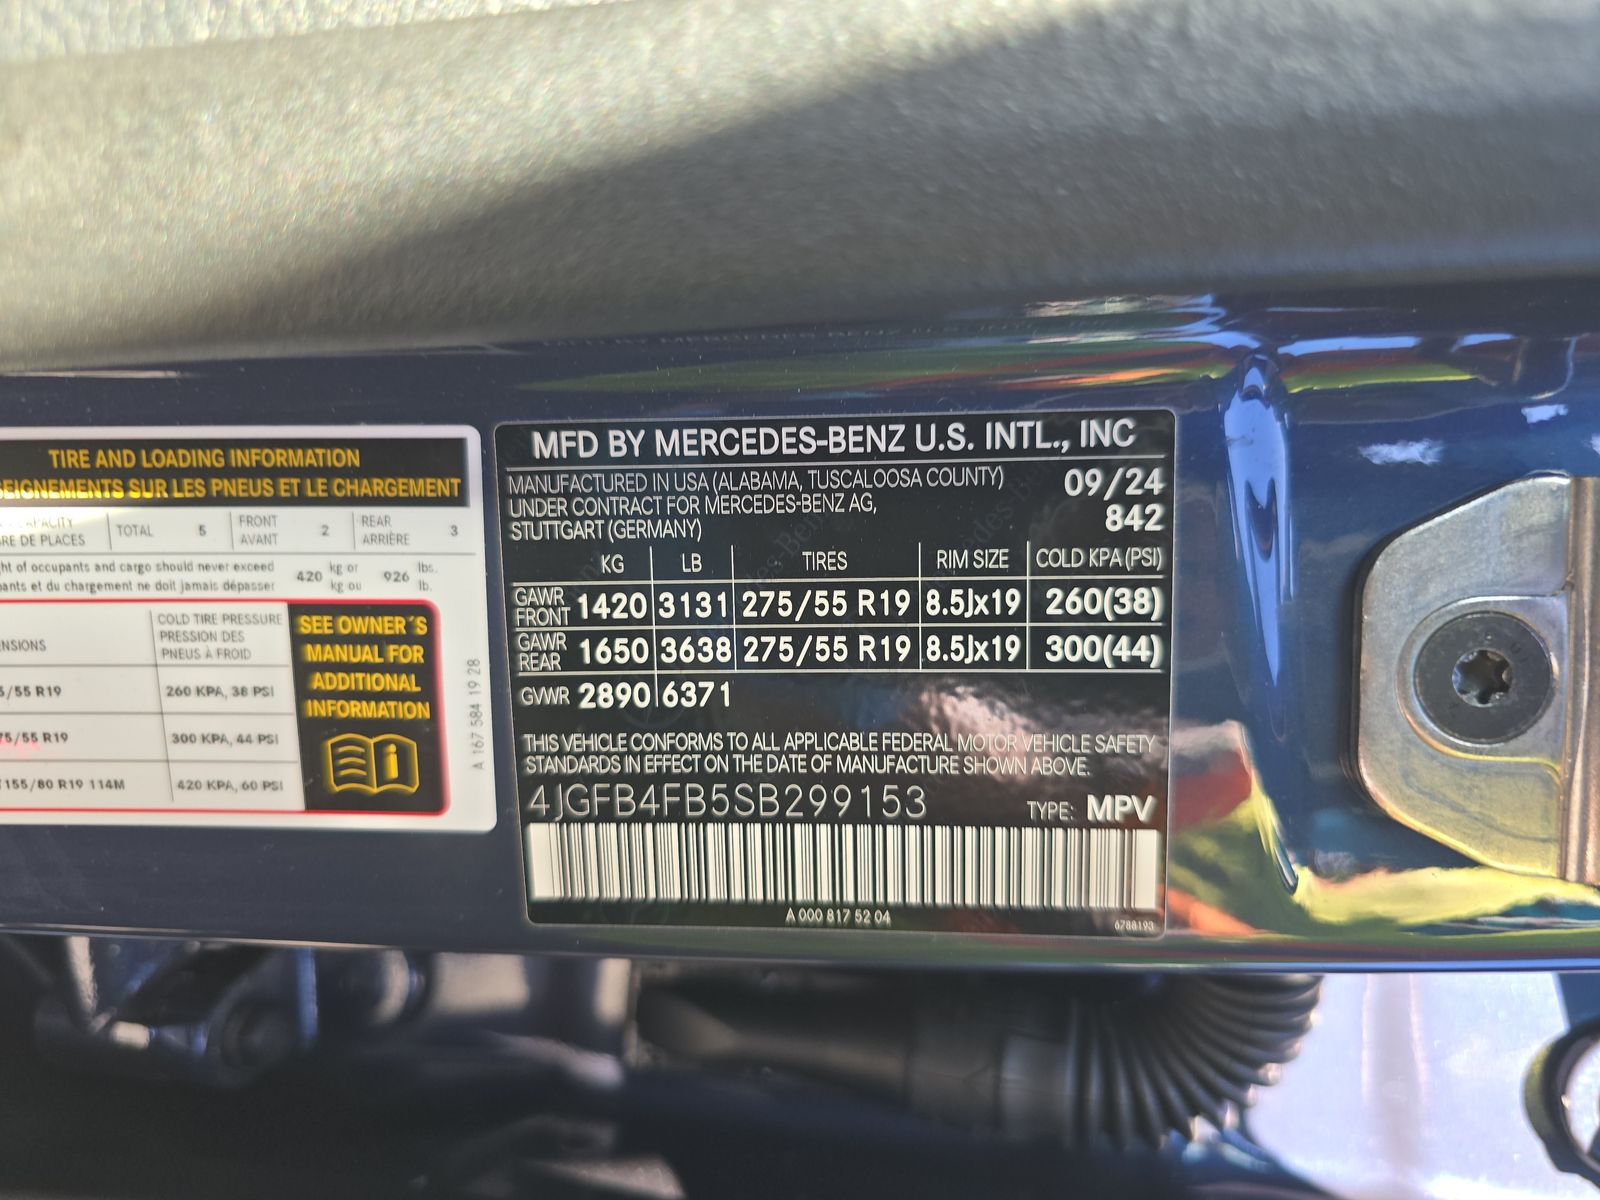 TIRE AND LOADING INFORMATION
SEIGNEMENTS SUR LES PNEUS ET LE CHARGEMENT
RE DE PLACES TOTAL 5 FRONT AVANT 2 REAR ARRIÈRE 3
ht of occupants and cargo should never exceed 420 kg or 926 lbs.
pants et du chargement ne doit jamais dépasser kg ou lb.
NSIONS
COLD TIRE PRESSURE
PRESSION DES
PNEUS À FROID
/55 R19 260 KPA, 38 PSI
75/55 R19 300 KPA, 44 PSI
155/80 R19 114M 420 KPA, 60 PSI
SEE OWNER´S
MANUAL FOR
ADDITIONAL
INFORMATION
A 167 584 19 28
MFD BY MERCEDES-BENZ U.S. INTL., INC
MANUFACTURED IN USA (ALABAMA, TUSCALOOSA COUNTY) 09/24
UNDER CONTRACT FOR MERCEDES-BENZ AG, 842
STUTTGART (GERMANY)
KG LB TIRES RIM SIZE COLD KPA (PSI)
GAWR FRONT 1420 3131 275/55 R19 8.5Jx19 260(38)
GAWR REAR 1650 3638 275/55 R19 8.5Jx19 300(44)
GVWR 2890 6371
THIS VEHICLE CONFORMS TO ALL APPLICABLE FEDERAL MOTOR VEHICLE SAFETY
STANDARDS IN EFFECT ON THE DATE OF MANUFACTURE SHOWN ABOVE.
4JGFB4FB5SB299153 TYPE: MPV
A 000 817 52 04
6788193